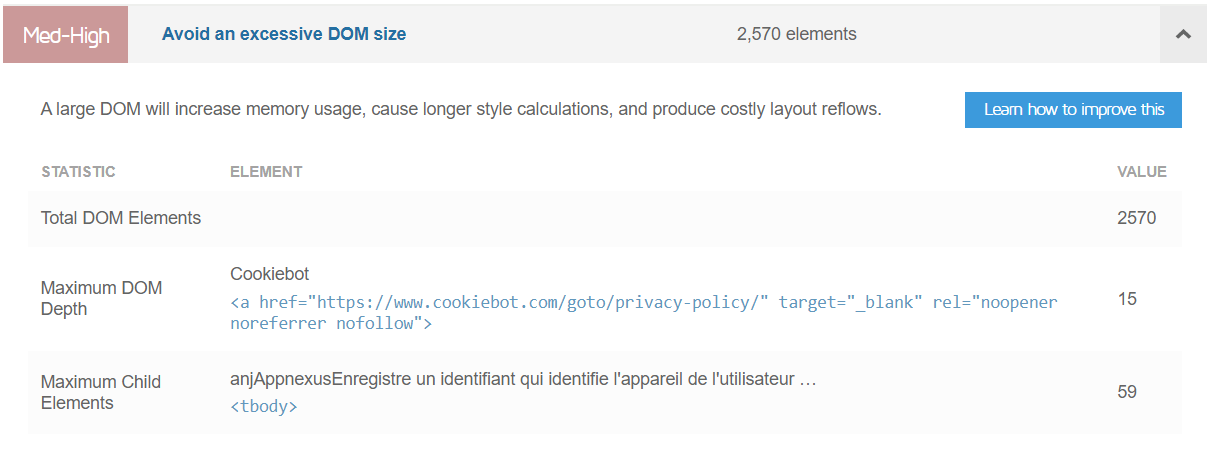 Med-High Avoid an excessive DOM size 2,570 elements
A large DOM will increase memory usage, cause longer style calculations, and produce costly layout reflows. Learn how to improve this
STATISTIC ELEMENT VALUE
Total DOM Elements 2570
Maximum DOM Depth
Cookiebot
<a href="https://www.cookiebot.com/goto/privacy-policy/" target="_blank" rel="noopener
noreferrer nofollow">
15
Maximum Child
Elements
anjAppnexusEnregistre un identifiant qui identifie l'appareil de l'utilisateur …
<tbody>
59